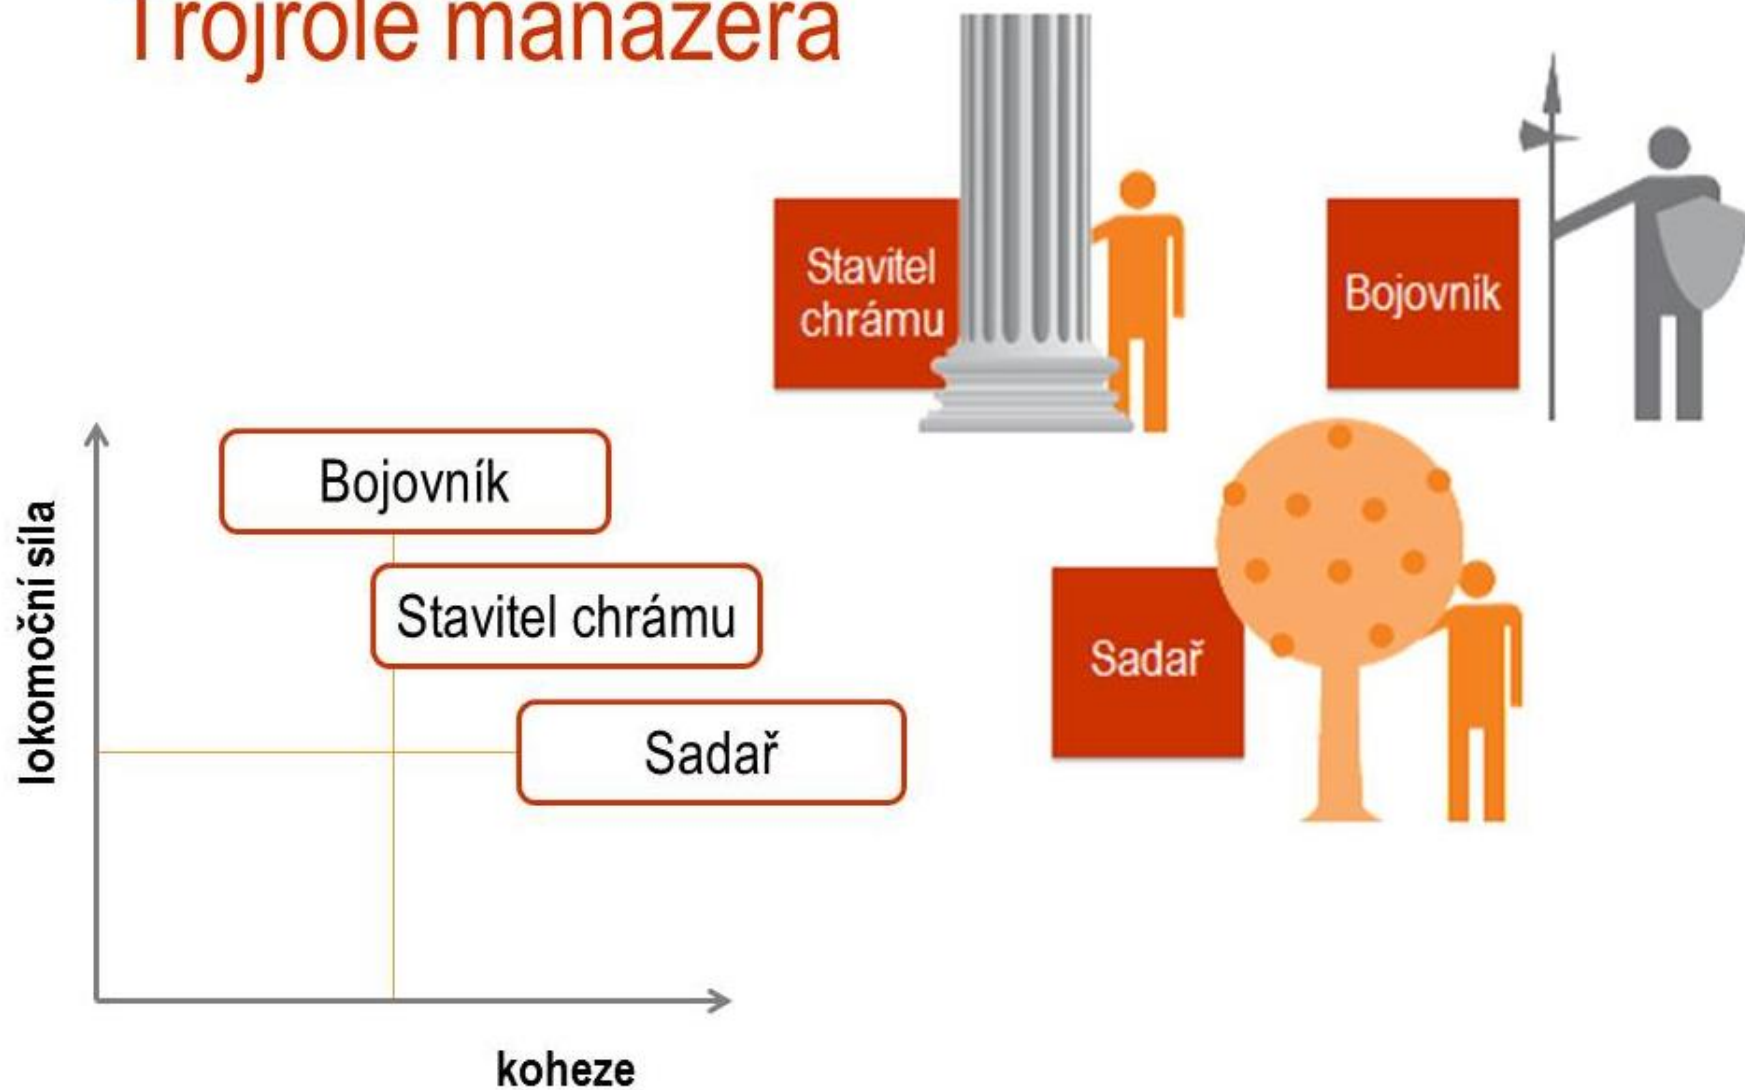 Trojrole manažera
Stavitel
chrámu
Bojovník
Bojovník
Stavitel chrámu
Sadař
Sadař
lokomoční síla
koheze